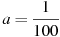 a = 1/100